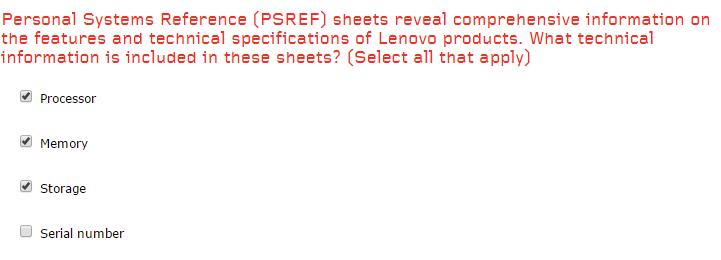 Personal Systems Reference (PSREF) sheets reveal comprehensive information on
the features and technical specifications of Lenovo products. What technical
information is included in these sheets? (Select all that apply)
Processor
Memory
Storage
Serial number